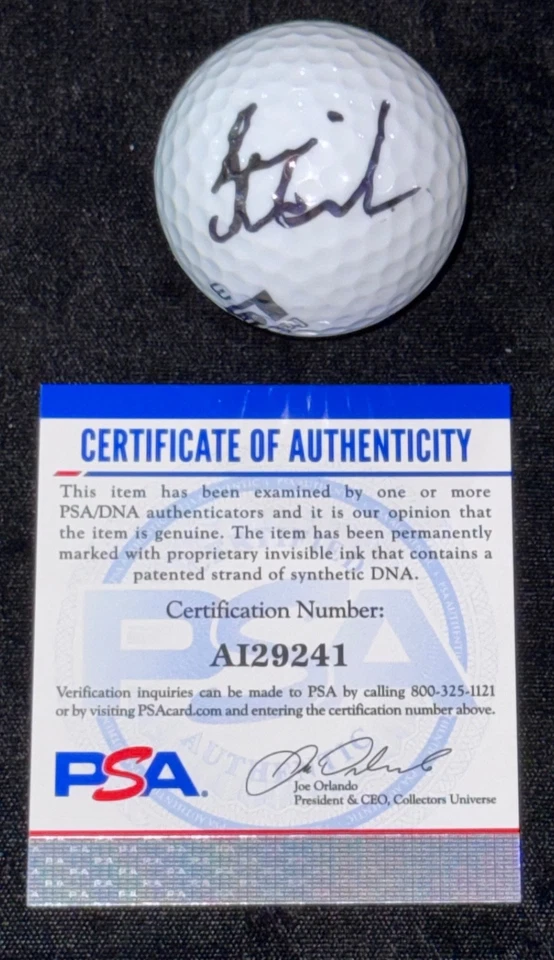 CERTIFICATE OF AUTHENTICITY
This item has been examined by one or more
PSA/DNA authenticators and it is our opinion that
the item is genuine. The item has been permanently
marked with proprietary invisible ink that contains a
patented strand of synthetic DNA.
Certification Number:
AI29241
Verification inquiries can be made to PSA by calling 800-325-1121
or by visiting PSAcard.com and entering the certification number above.
PSA.
Joe Orlando
President & CEO, Collectors Universe